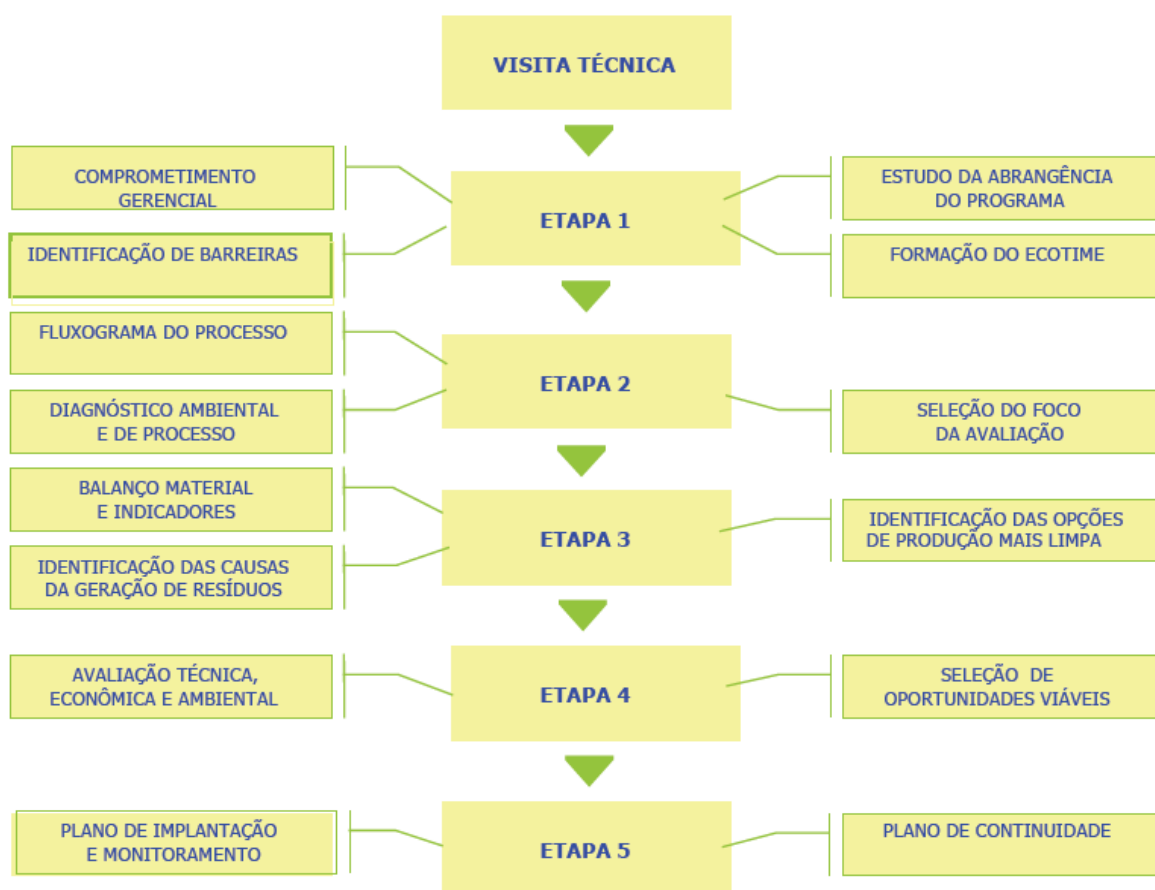 VISITA TÉCNICA
COMPROMETIMENTO
GERENCIAL
ETAPA 1
ESTUDO DA ABRANGÊNCIA
DO PROGRAMA
IDENTIFICAÇÃO DE BARREIRAS
FORMAÇÃO DO ECOTIME
FLUXOGRAMA DO PROCESSO
ETAPA 2
DIAGNÓSTICO AMBIENTAL
E DE PROCESSO
SELEÇÃO DO FOCO
DA AVALIAÇÃO
BALANÇO MATERIAL
E INDICADORES
ETAPA 3
IDENTIFICAÇÃO DAS OPÇÕES
DE PRODUÇÃO MAIS LIMPA
IDENTIFICAÇÃO DAS CAUSAS
DA GERAÇÃO DE RESÍDUOS
AVALIAÇÃO TÉCNICA,
ECONÔMICA E AMBIENTAL
ETAPA 4
SELEÇÃO DE
OPORTUNIDADES VIÁVEIS
PLANO DE IMPLANTAÇÃO
E MONITORAMENTO
ETAPA 5
PLANO DE CONTINUIDADE